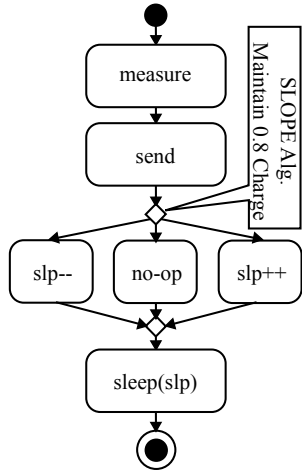 measure
SLOPE Alg.
Maintain 0.8 Charge
send
slp--
no-op
slp++
sleep(slp)